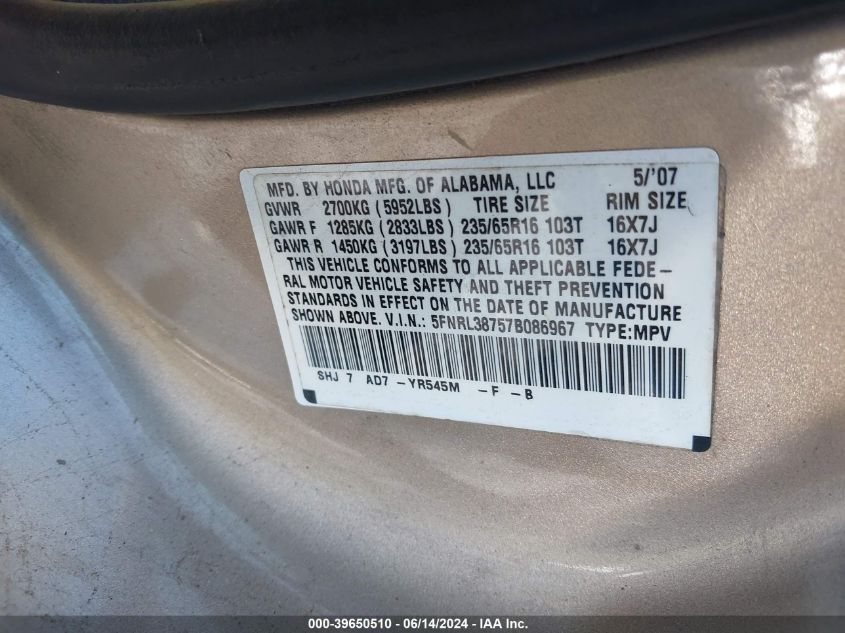 MFD. BY HONDA MFG. OF ALABAMA, LLC 5/'07
GVWR 2700KG (5952LBS) TIRE SIZE RIM SIZE
GAWR F 1285KG (2833LBS) 235/65R16 103T 16X7J
GAWR R 1450KG (3197LBS) 235/65R16 103T 16X7J
THIS VEHICLE CONFORMS TO ALL APPLICABLE FEDE-
RAL MOTOR VEHICLE SAFETY AND THEFT PREVENTION
STANDARDS IN EFFECT ON THE DATE OF MANUFACTURE
SHOWN ABOVE. V.I.N.: 5FNRL38757B086967 TYPE:MPV
SHJ 7 AD7 -YR545M -F -B
000-39650510 - 06/14/2024 - IAA Inc.